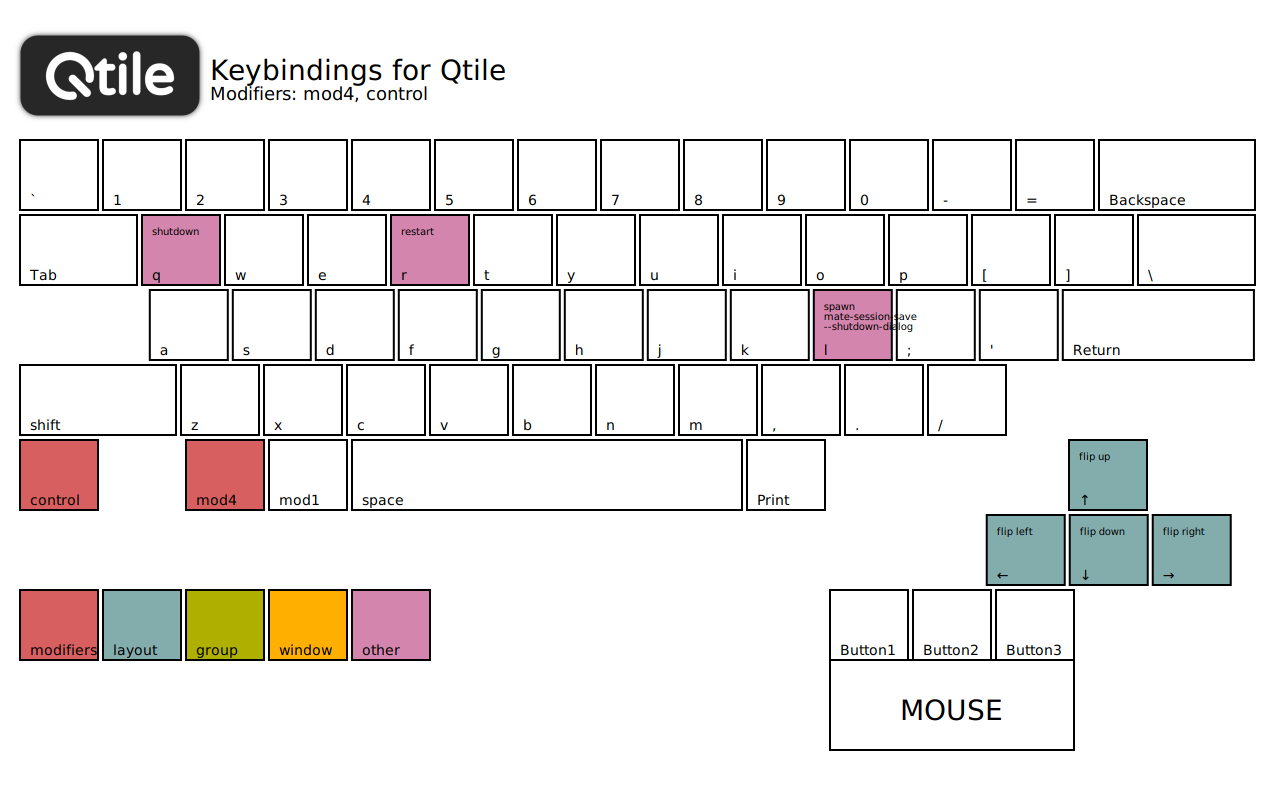 Qtile
Keybindings for Qtile
Modifiers: mod4, control
` 1 2 3 4 5 6 7 8 9 0 - = Backspace
shutdown restart
Tab q w e r t y u i o p [ ] \
spawn
mate-session-save
--shutdown-dialog
a s d f g h j k l ; ' Return
shift z x c v b n m , . /
flip up
control mod4 mod1 space Print ↑
flip left flip down flip right
← ↓ →
modifiers layout group window other Button1 Button2 Button3
MOUSE